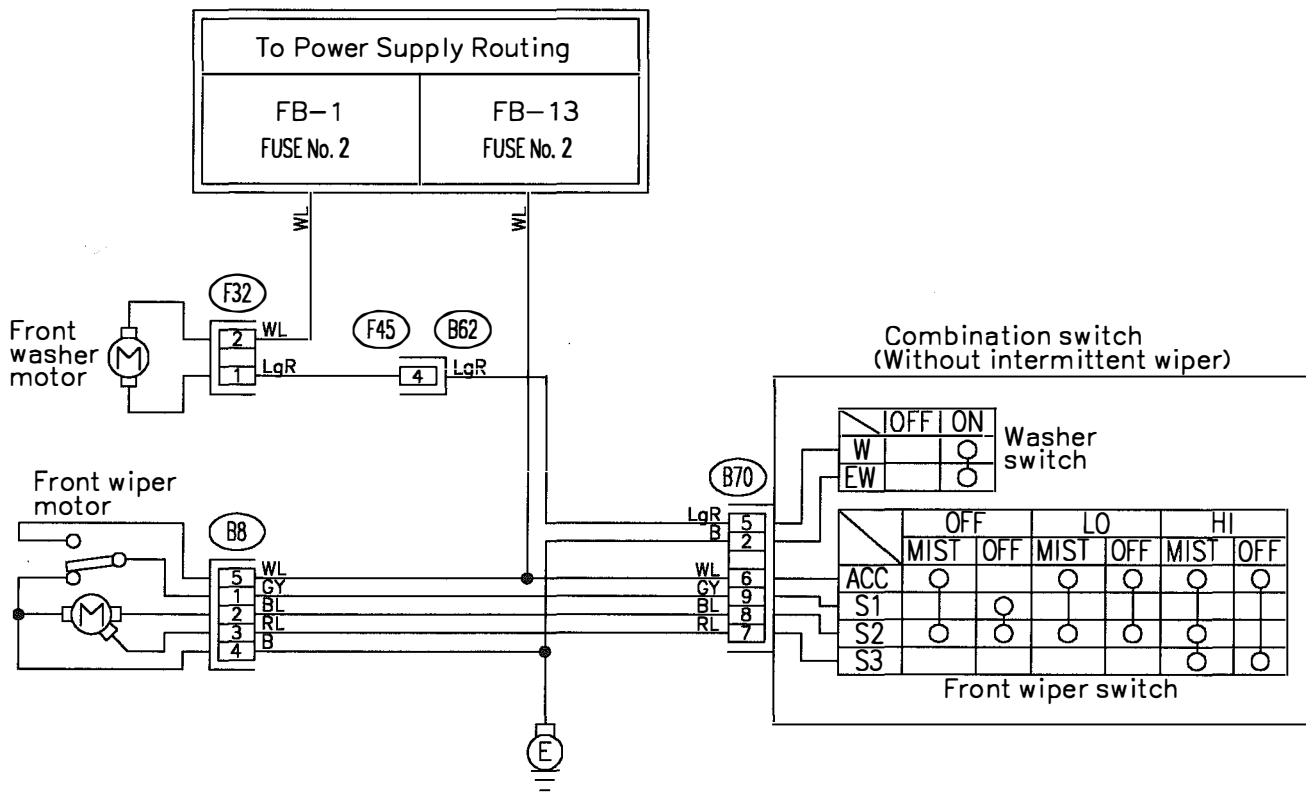 To Power Supply Routing
FB-1
FUSE No. 2
FB-13
FUSE No. 2
WL
WL
F32
Front
washer
motor
M
2
WL
1
LgR
F45
B62
4
LgR
Combination switch
(Without intermittent wiper)
OFF ON
W
EW
Washer
switch
Front wiper
motor
M
B8
5 WL
1 GY
2 BL
3 RL
4 B
B70
LgR 5
B 2
WL 6
GY 9
BL 8
RL 7
OFF LO HI
MIST OFF MIST OFF MIST OFF
ACC
S1
S2
S3
Front wiper switch
E